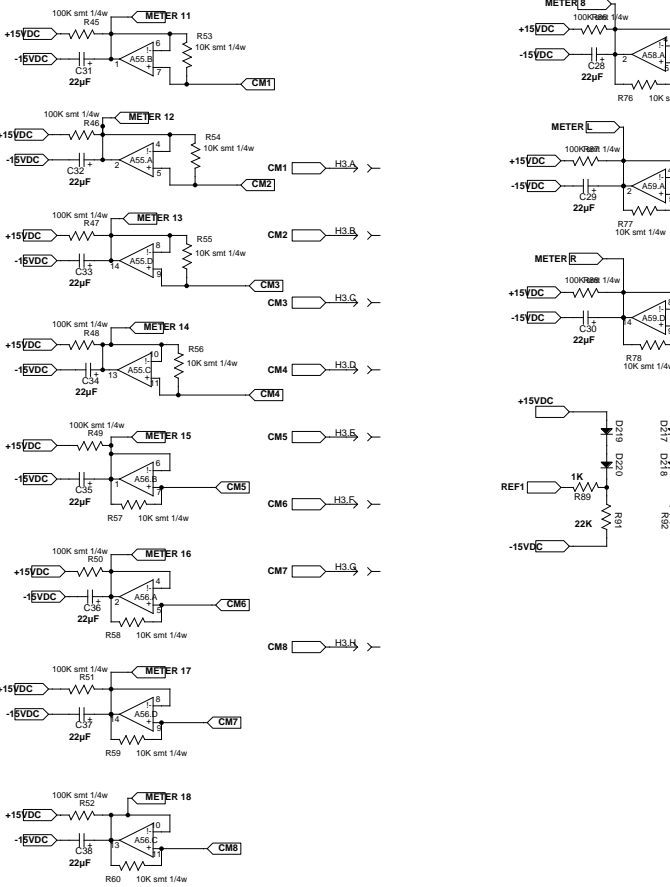 METER 11
100K smt 1/4w
R45
+15VDC
R53
10K smt 1/4w
-15VDC
C31
22µF
+
1
A55.B
6
-
+
7
CM1
METER 12
100K smt 1/4w
R46
+15VDC
R54
10K smt 1/4w
-15VDC
C32
22µF
+
2
A55.A
4
-
+
5
CM2
METER 13
100K smt 1/4w
R47
+15VDC
R55
10K smt 1/4w
-15VDC
C33
22µF
+
14
A55.D
8
-
+
9
CM3
METER 14
100K smt 1/4w
R48
+15VDC
R56
10K smt 1/4w
-15VDC
C34
22µF
+
13
A55.C
10
-
+
11
CM4
METER 15
100K smt 1/4w
R49
+15VDC
-15VDC
C35
22µF
+
1
A56.B
6
-
+
7
CM5
R57
10K smt 1/4w
METER 16
100K smt 1/4w
R50
+15VDC
-15VDC
C36
22µF
+
2
A56.A
4
-
+
5
CM6
R58
10K smt 1/4w
METER 17
100K smt 1/4w
R51
+15VDC
-15VDC
C37
22µF
+
14
A56.D
8
-
+
9
CM7
R59
10K smt 1/4w
METER 18
100K smt 1/4w
R52
+15VDC
-15VDC
C38
22µF
+
13
A56.C
10
-
+
11
CM8
R60
10K smt 1/4w
CM1 H3.A
CM2 H3.B
CM3 H3.C
CM4 H3.D
CM5 H3.E
CM6 H3.F
CM7 H3.G
CM8 H3.H
METER 8
100K smt 1/4w
+15VDC
-15VDC
C28
22µF
+
2
A58.A
R76
10K s
METER L
100K smt 1/4w
R87
+15VDC
-15VDC
C29
22µF
+
2
A59.A
R77
10K smt 1/4w
METER R
100K smt 1/4w
+15VDC
-15VDC
C30
22µF
+
14
A59.D
R78
10K smt 1/4w
+15VDC
D219
D220
D217
D218
REF1
1K
R89
22K
R91
R92
-15VDC